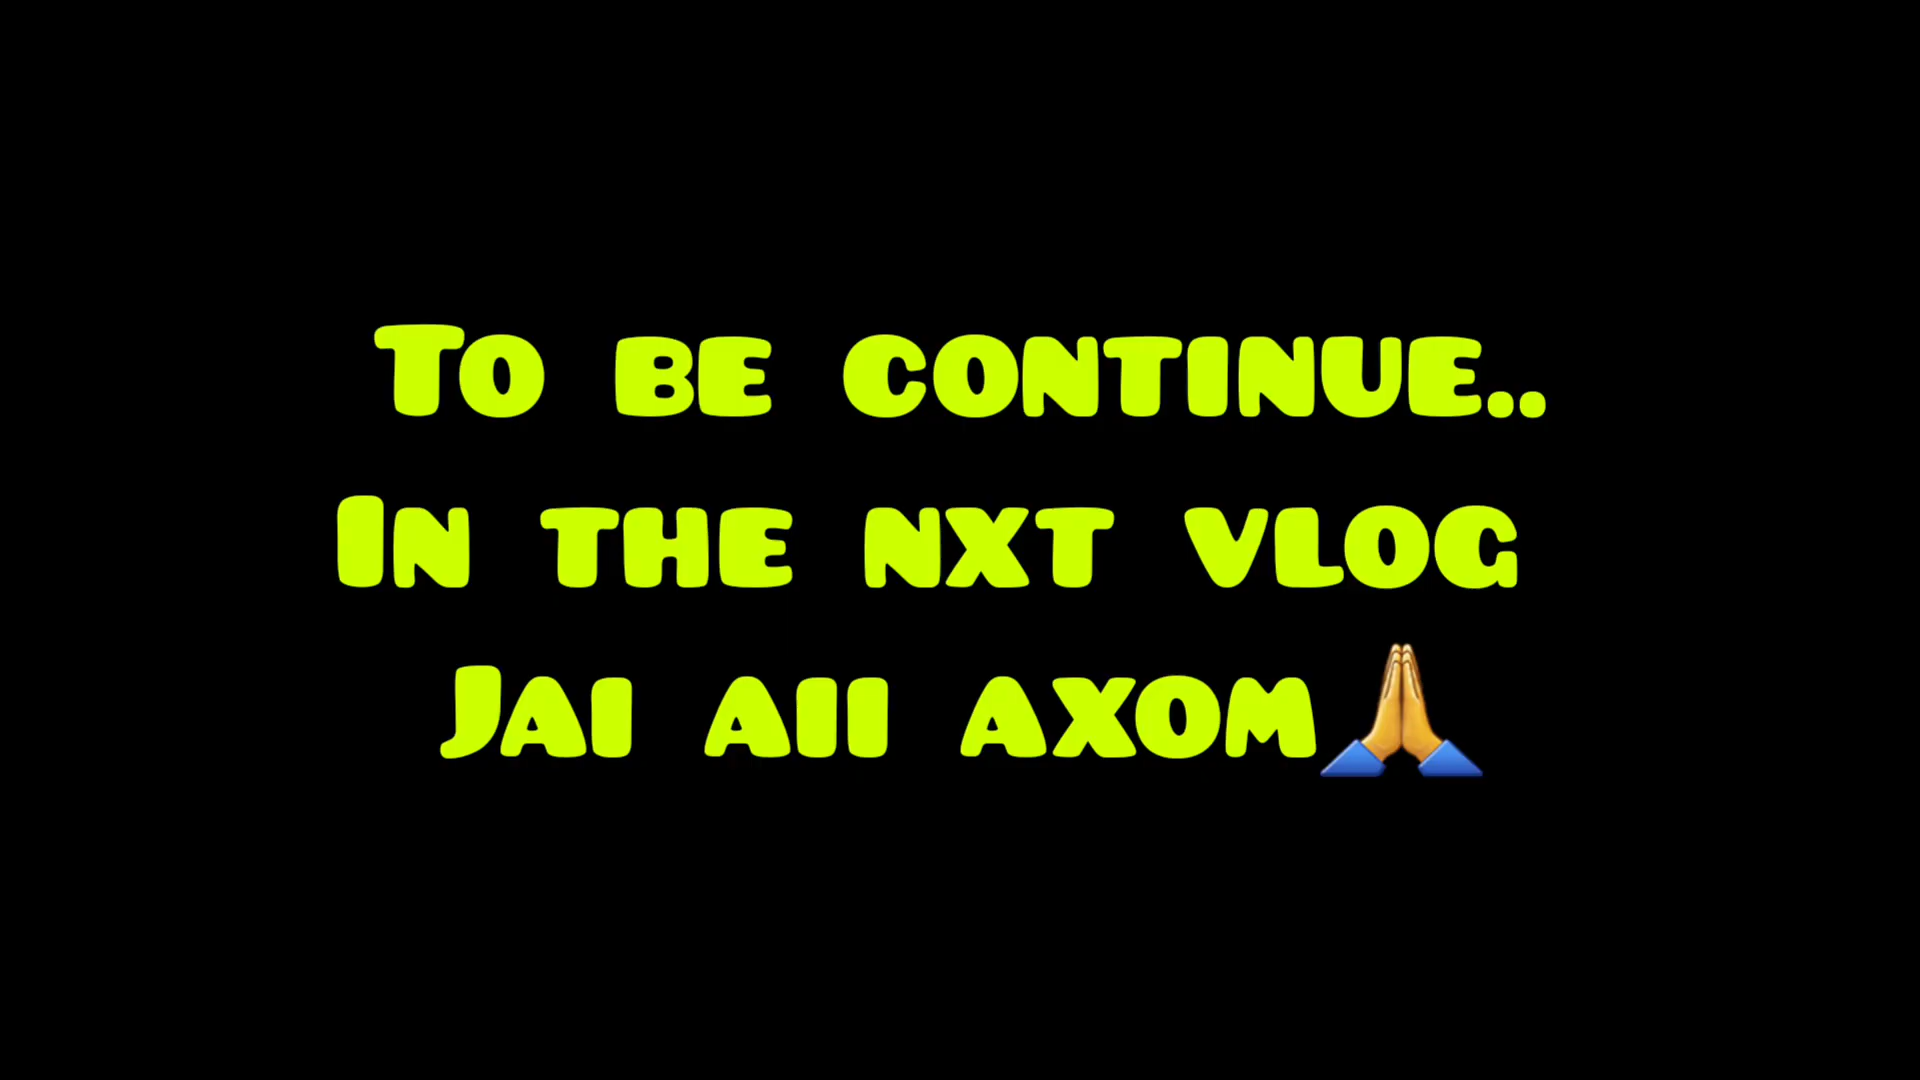 To be continue..
In the nxt vlog
Jai aii axom🙏